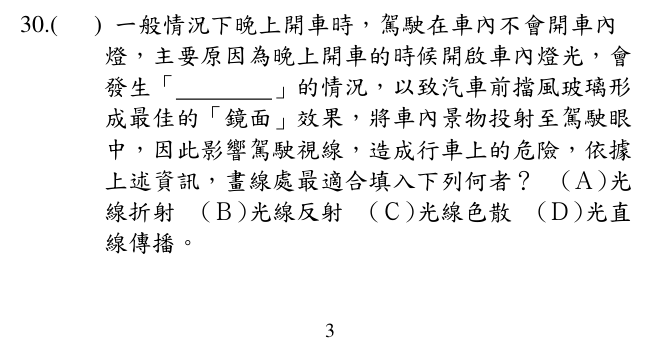 30.(　　) 一般情況下晚上開車時，駕駛在車內不會開車內
燈，主要原因為晚上開車的時候開啟車內燈光，會
發生「________」的情況，以致汽車前擋風玻璃形
成最佳的「鏡面」效果，將車內景物投射至駕駛眼
中，因此影響駕駛視線，造成行車上的危險，依據
上述資訊，畫線處最適合填入下列何者？　（A)光
線折射　（B)光線反射　（C)光線色散　（D)光直
線傳播。
3